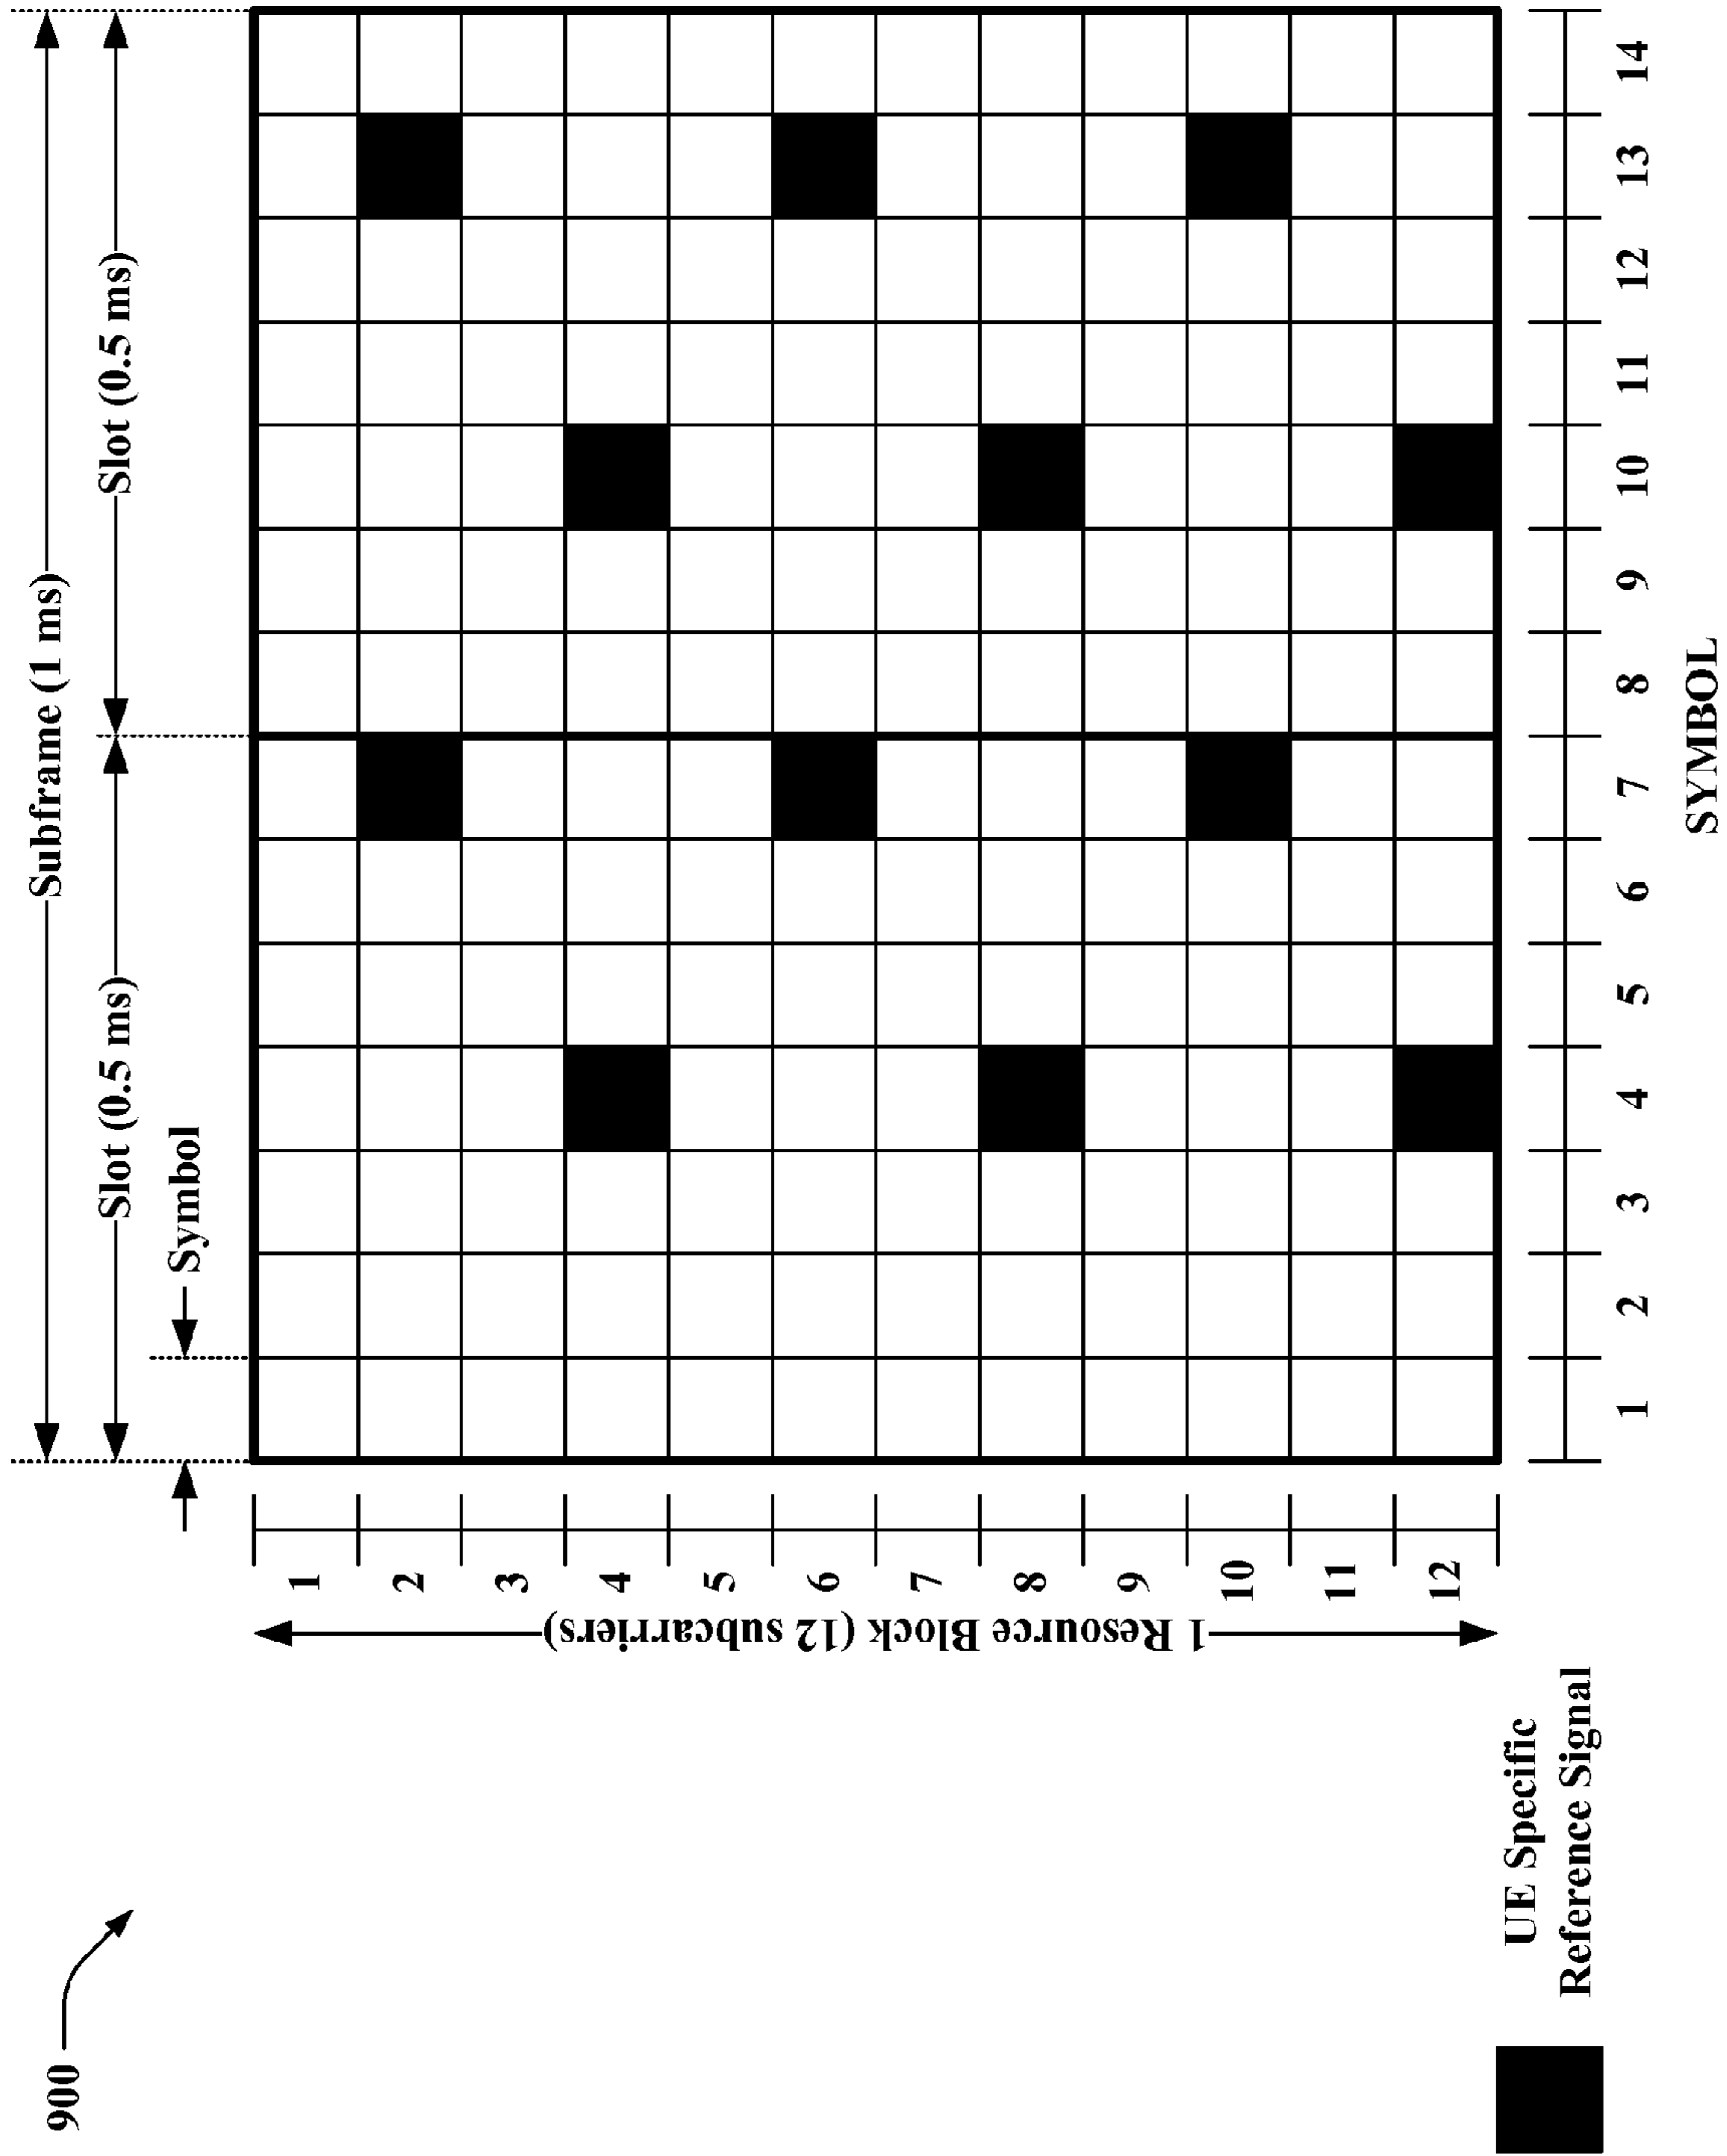 900
Subframe (1 ms)
Slot (0.5 ms) Slot (0.5 ms)
Symbol
1 Resource Block (12 subcarriers)
1
2
3
4
5
6
7
8
9
10
11
12
1 2 3 4 5 6 7 8 9 10 11 12 13 14
SYMBOL
UE Specific
Reference Signal